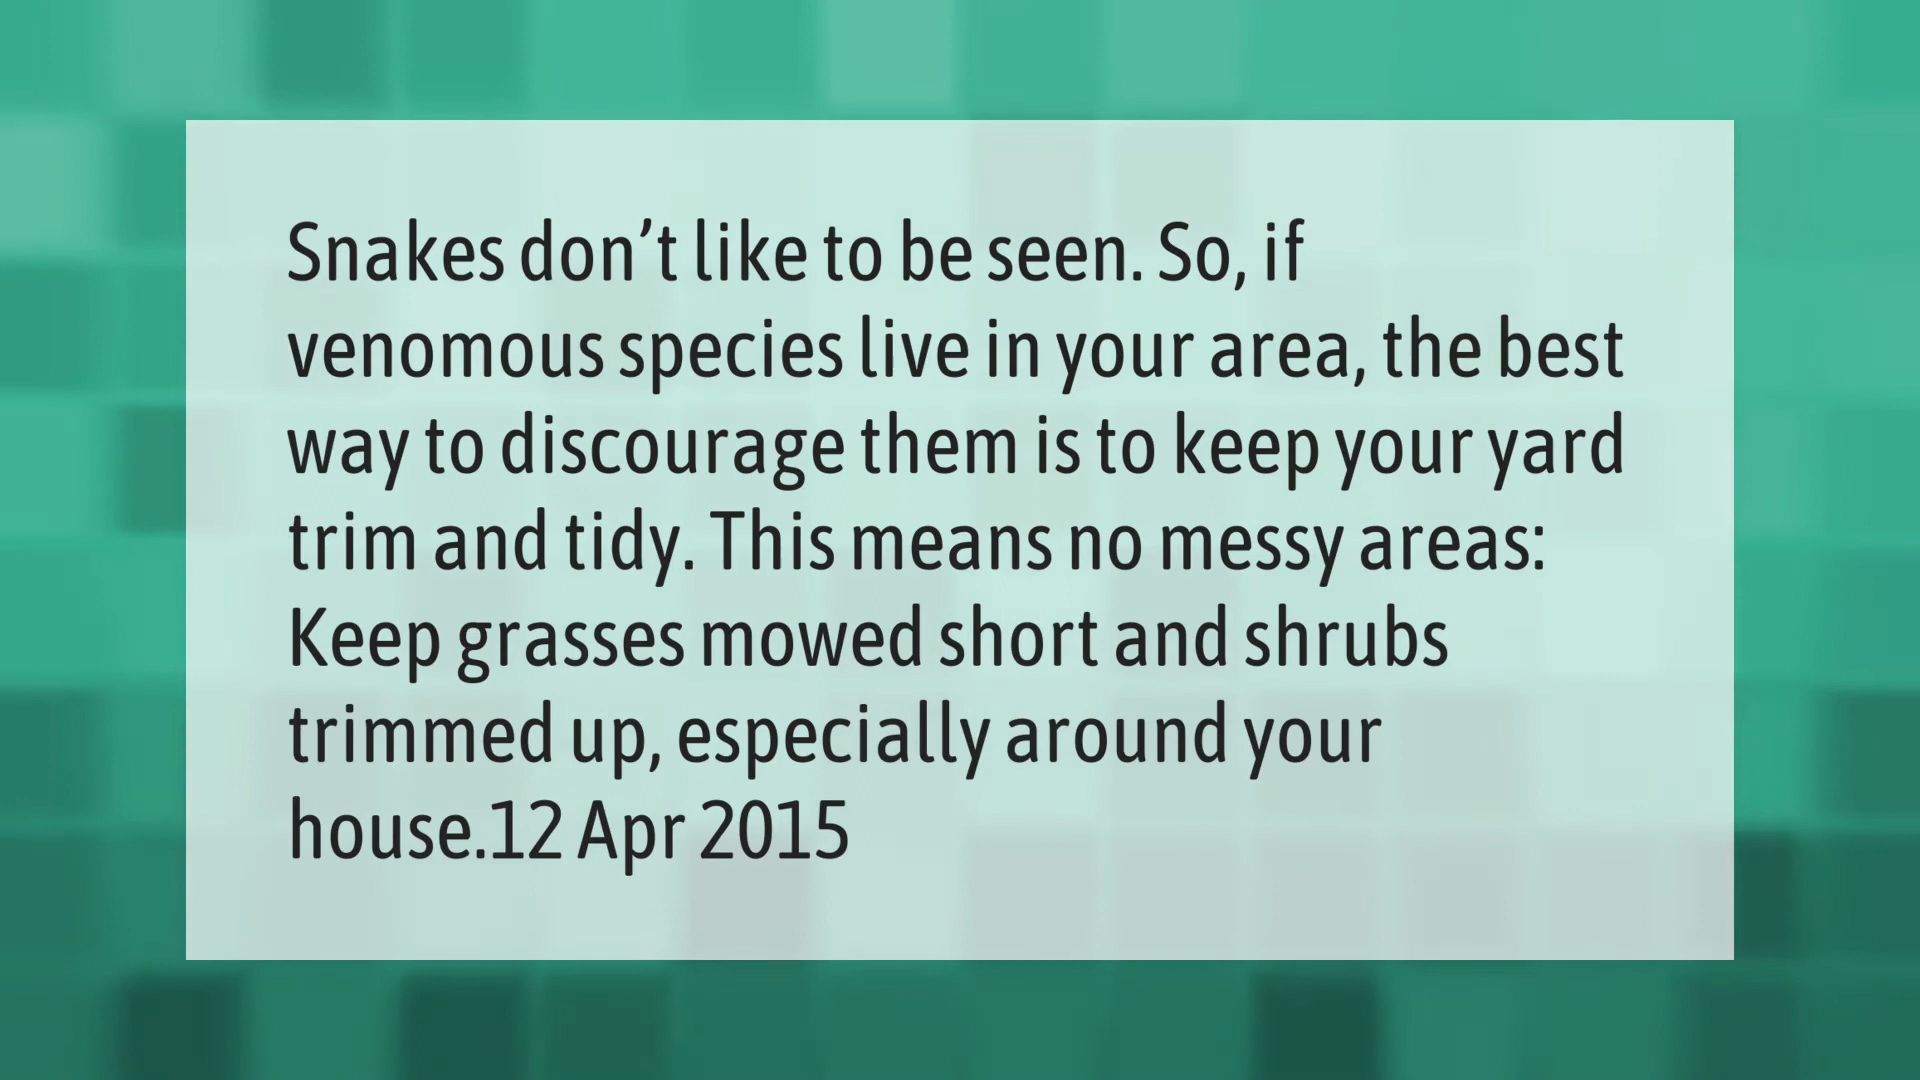 Snakes don’t like to be seen. So, if
venomous species live in your area, the best
way to discourage them is to keep your yard
trim and tidy. This means no messy areas:
Keep grasses mowed short and shrubs
trimmed up, especially around your
house.12 Apr 2015